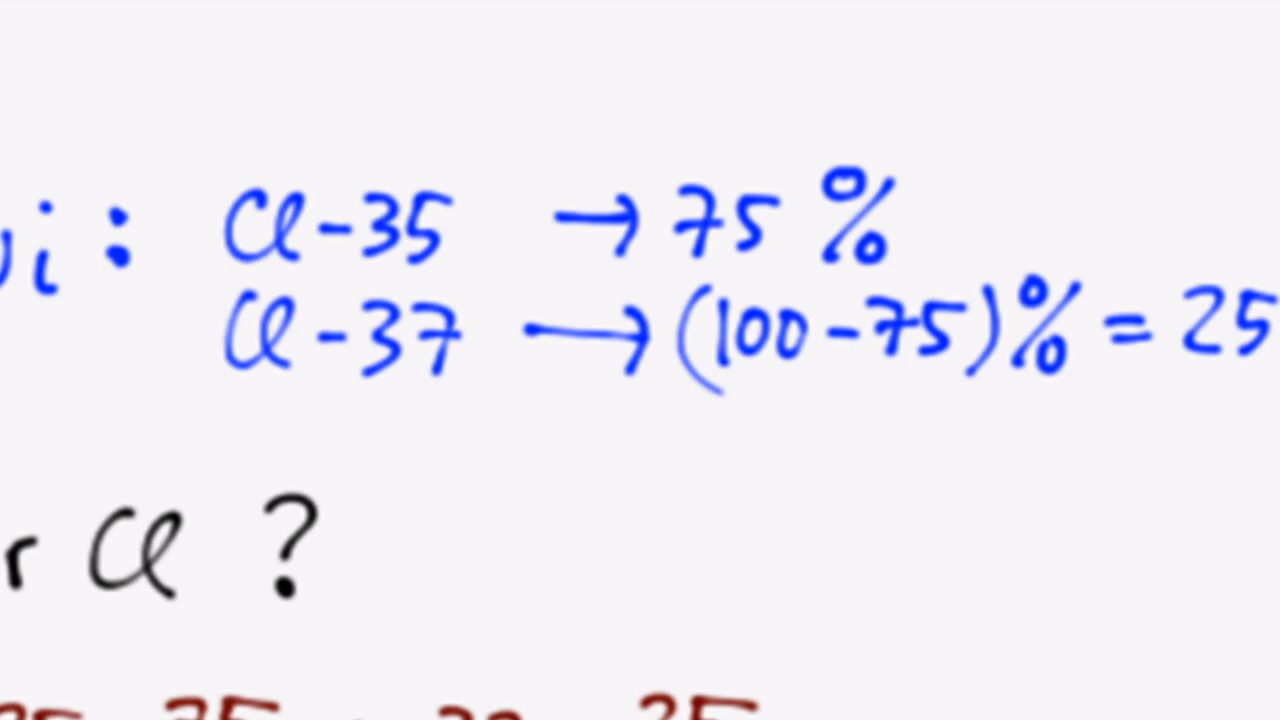 i : Cl-35 → 75 %
Cl-37 → (100-75)% = 25
r Cl ?